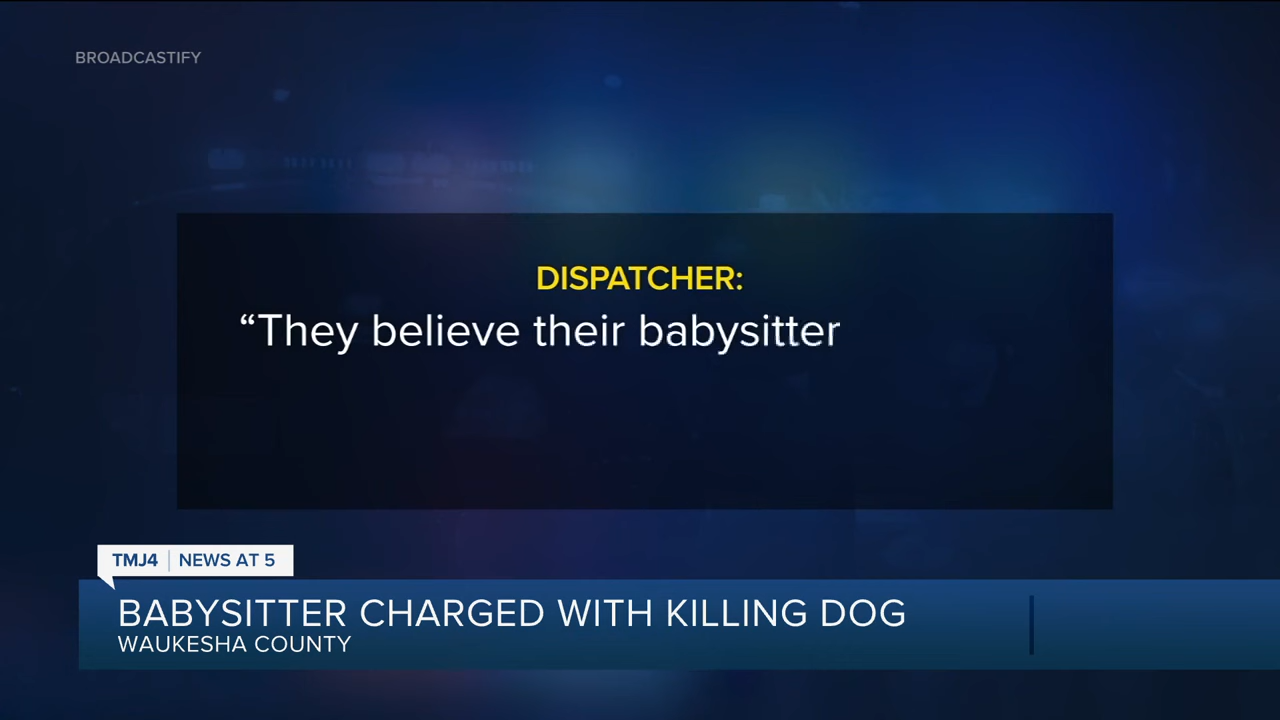 BROADCASTIFY
DISPATCHER:
“They believe their babysitter
TMJ4 | NEWS AT 5
BABYSITTER CHARGED WITH KILLING DOG
WAUKESHA COUNTY